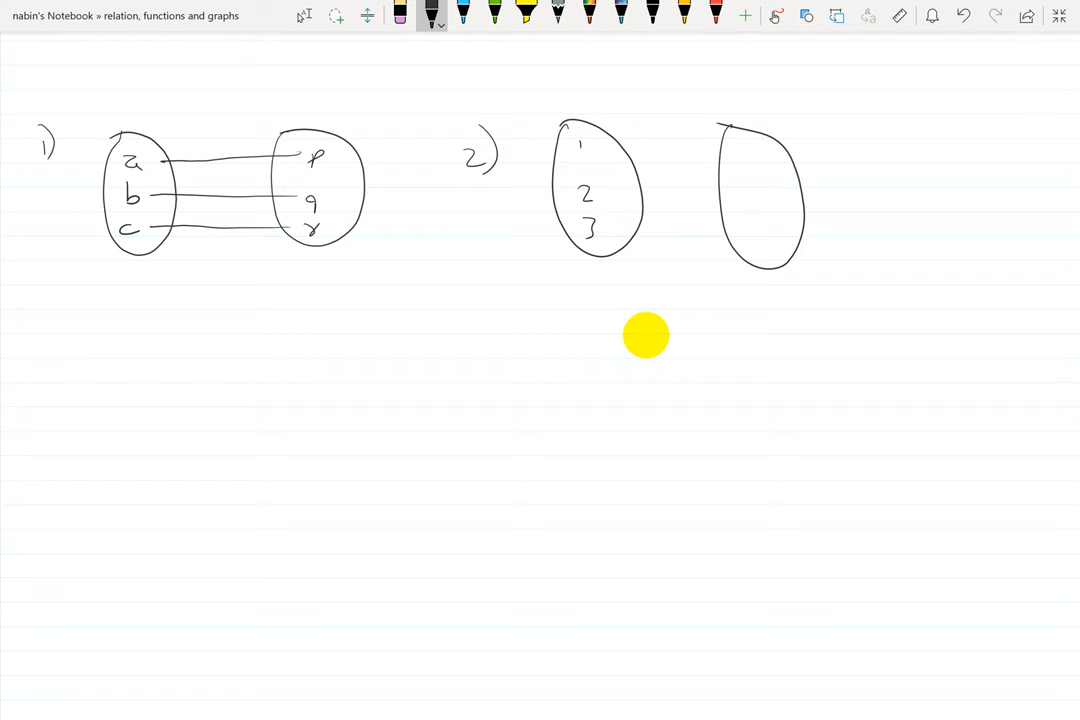 nabin's Notebook » relation, functions and graphs
1) a p 2) 1
b q 2
c r 3